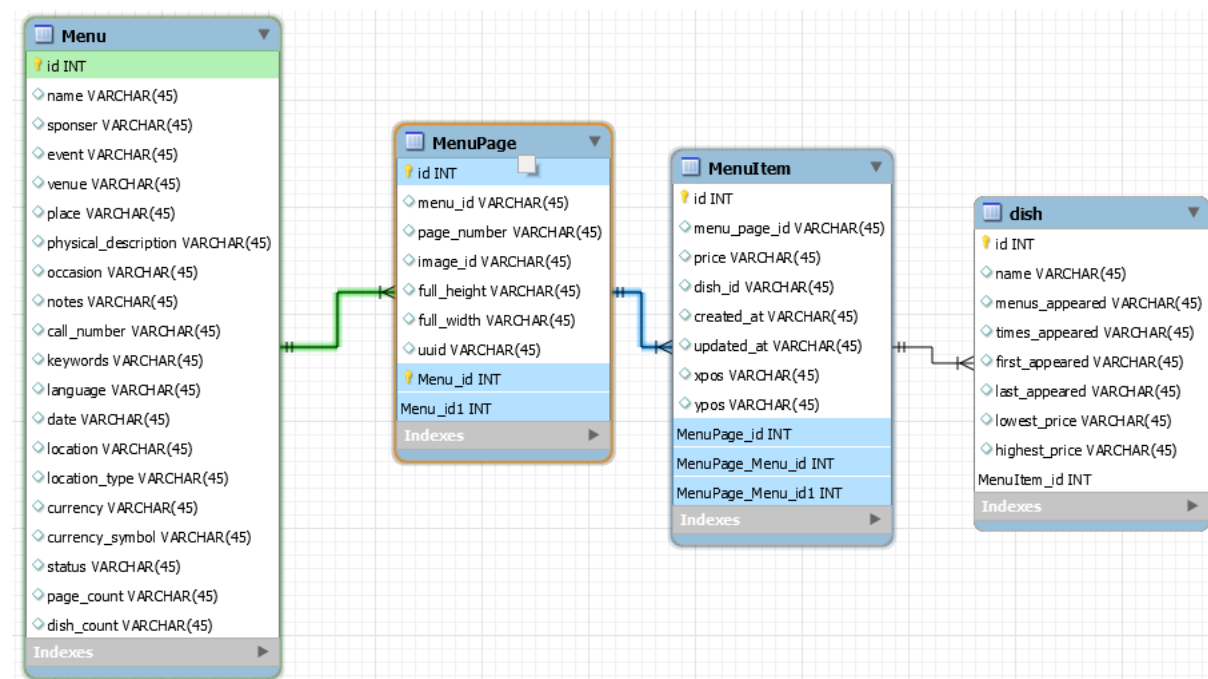 Menu
id INT
name VARCHAR(45)
sponser VARCHAR(45)
event VARCHAR(45)
venue VARCHAR(45)
place VARCHAR(45)
physical_description VARCHAR(45)
occasion VARCHAR(45)
notes VARCHAR(45)
call_number VARCHAR(45)
keywords VARCHAR(45)
language VARCHAR(45)
date VARCHAR(45)
location VARCHAR(45)
location_type VARCHAR(45)
currency VARCHAR(45)
currency_symbol VARCHAR(45)
status VARCHAR(45)
page_count VARCHAR(45)
dish_count VARCHAR(45)
Indexes
MenuPage
id INT
menu_id VARCHAR(45)
page_number VARCHAR(45)
image_id VARCHAR(45)
full_height VARCHAR(45)
full_width VARCHAR(45)
uuid VARCHAR(45)
Menu_id INT
Menu_id1 INT
Indexes
MenuItem
id INT
menu_page_id VARCHAR(45)
price VARCHAR(45)
dish_id VARCHAR(45)
created_at VARCHAR(45)
updated_at VARCHAR(45)
xpos VARCHAR(45)
ypos VARCHAR(45)
MenuPage_id INT
MenuPage_Menu_id INT
MenuPage_Menu_id1 INT
Indexes
dish
id INT
name VARCHAR(45)
menus_appeared VARCHAR(45)
times_appeared VARCHAR(45)
first_appeared VARCHAR(45)
last_appeared VARCHAR(45)
lowest_price VARCHAR(45)
highest_price VARCHAR(45)
MenuItem_id INT
Indexes